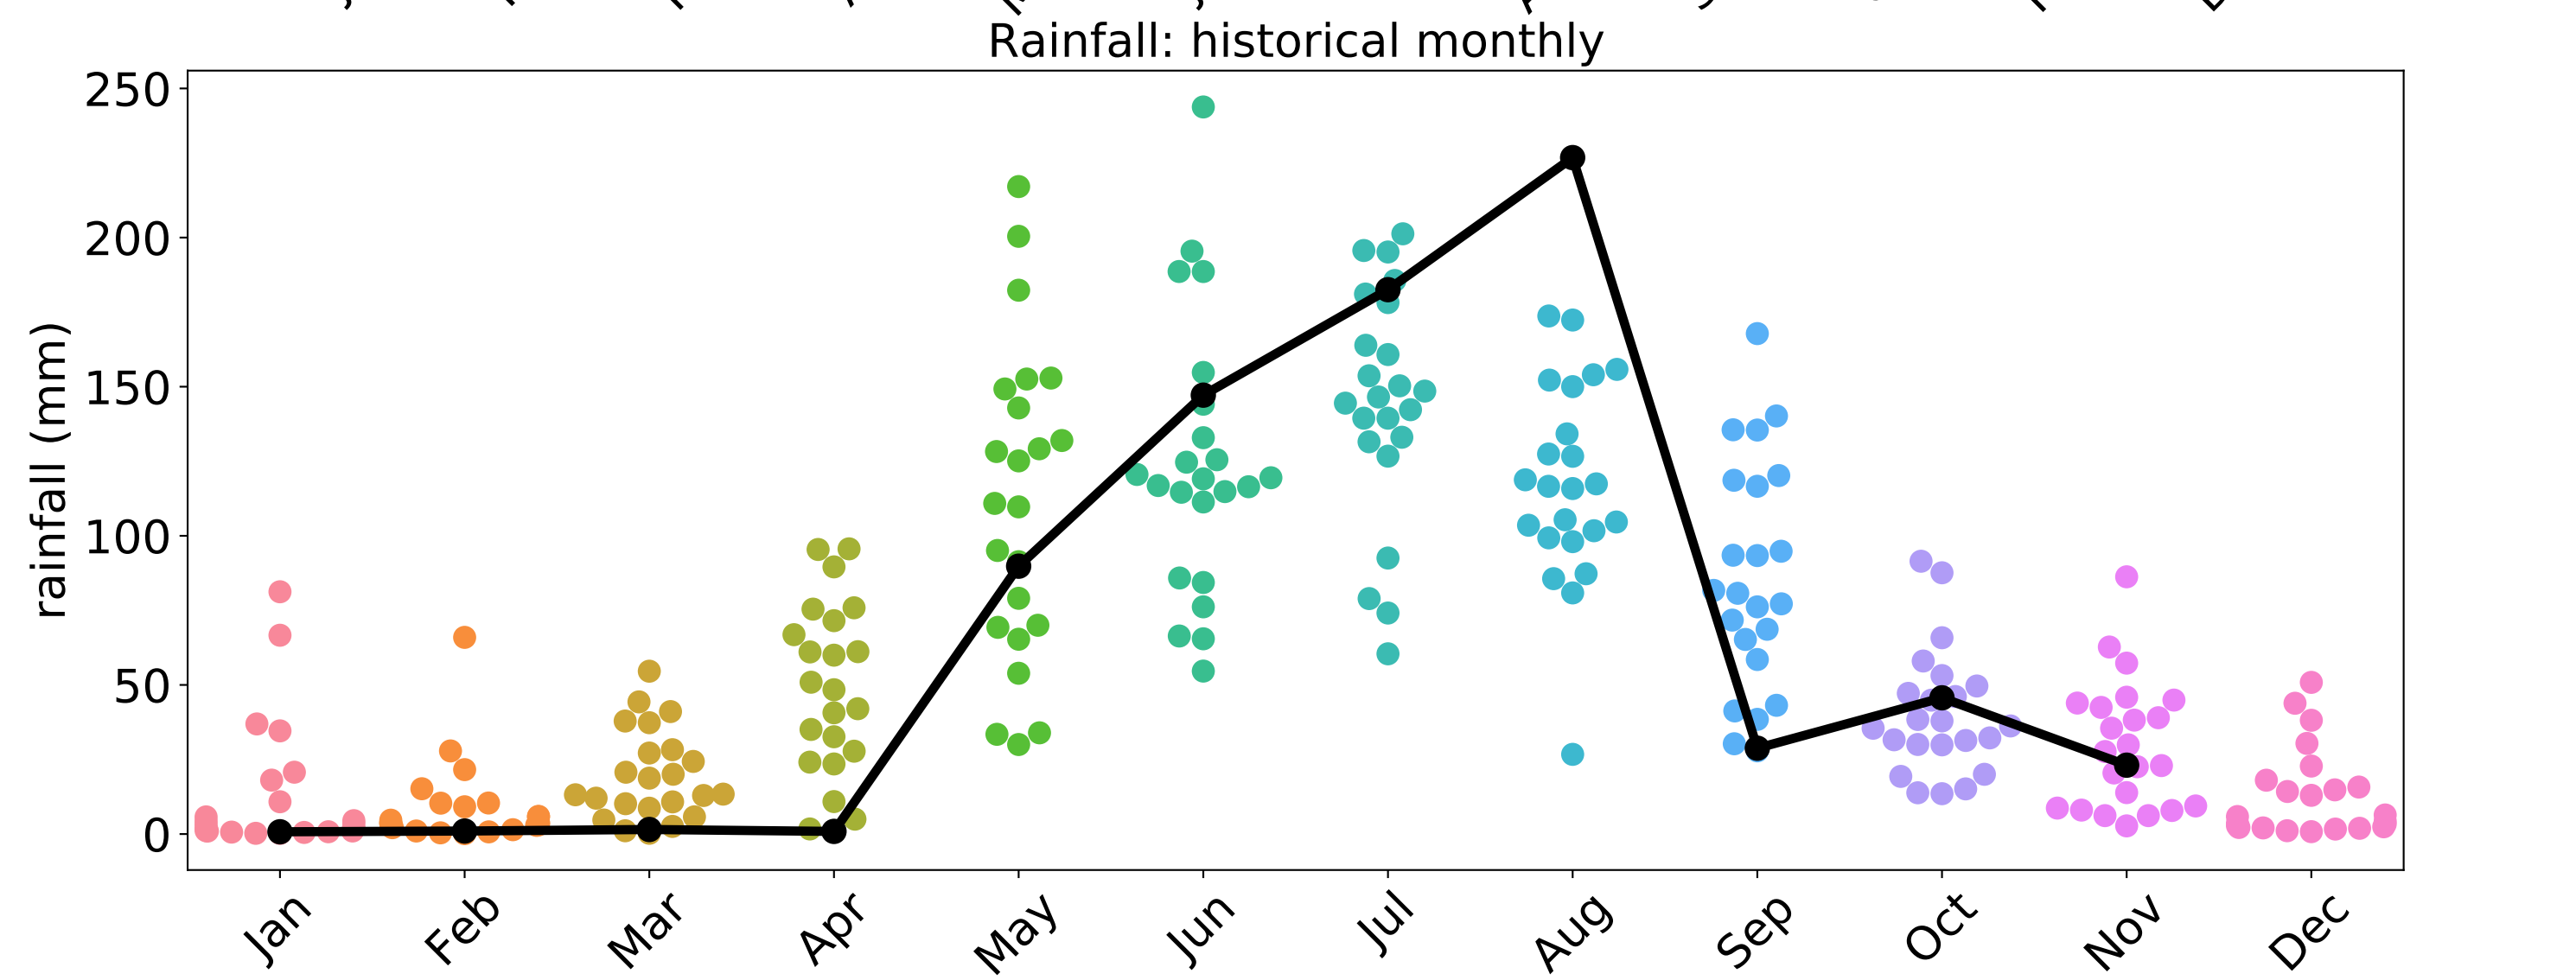 Rainfall: historical monthly
250
200
150
100
50
0
rainfall (mm)
Jan
Feb
Mar
Apr
May
Jun
Jul
Aug
Sep
Oct
Nov
Dec